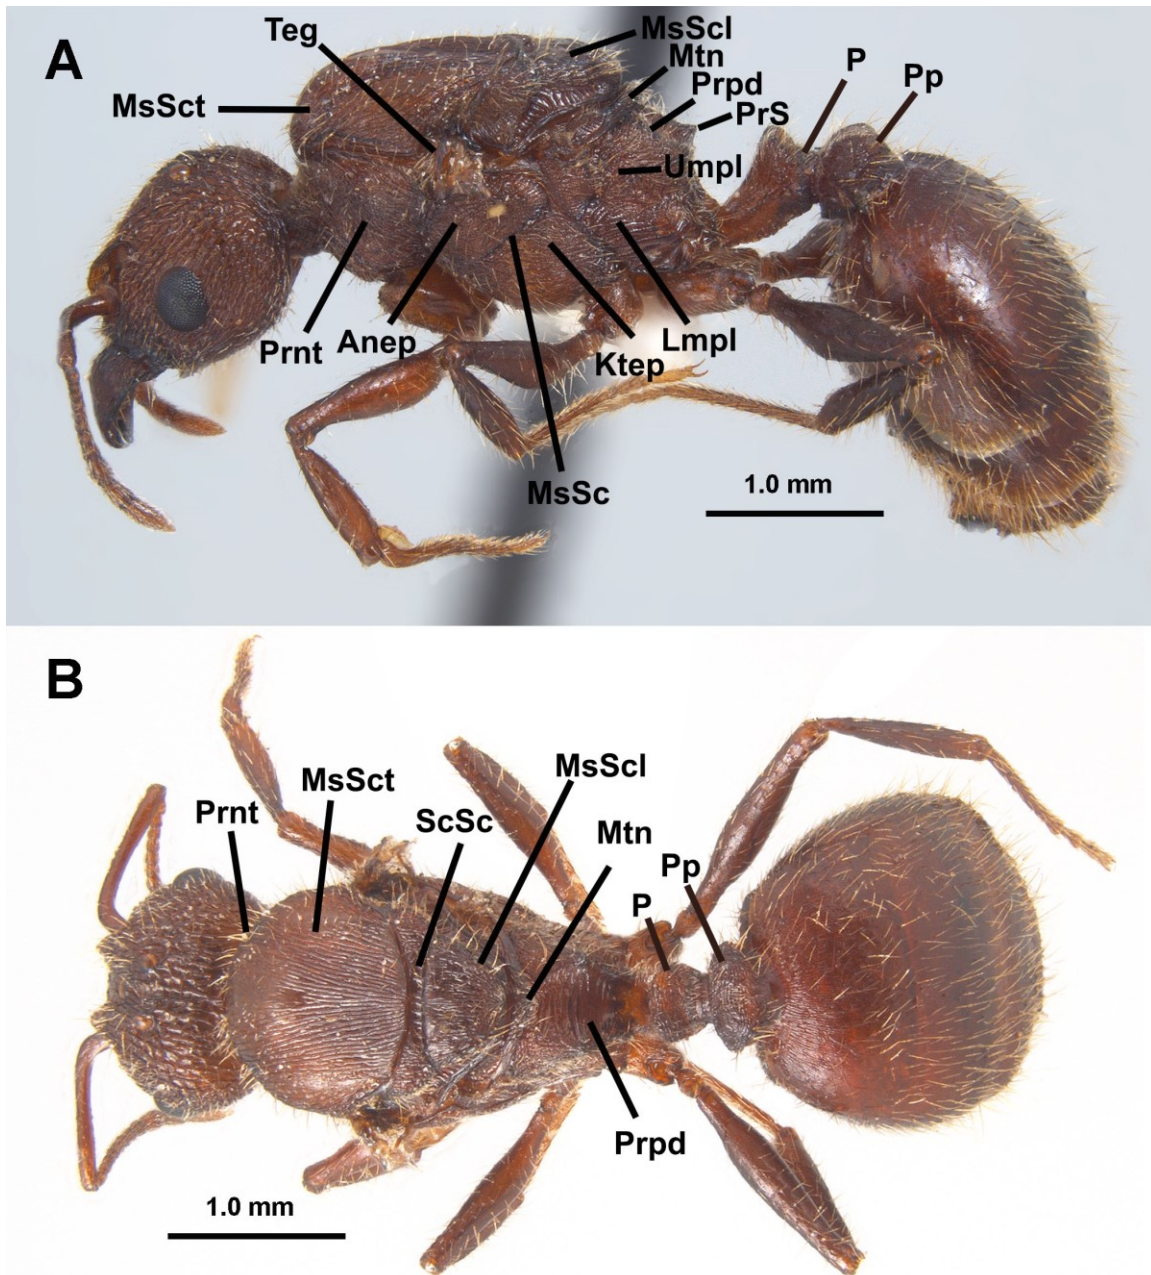 A
Teg
MsScl
Mtn
P
Prpd
Pp
MsSct
PrS
Umpl
Prnt
Anep
Lmpl
Ktep
MsSc
1.0 mm
B
MsScl
MsSct
Prnt
ScSc
Mtn
Pp
P
Prpd
1.0 mm